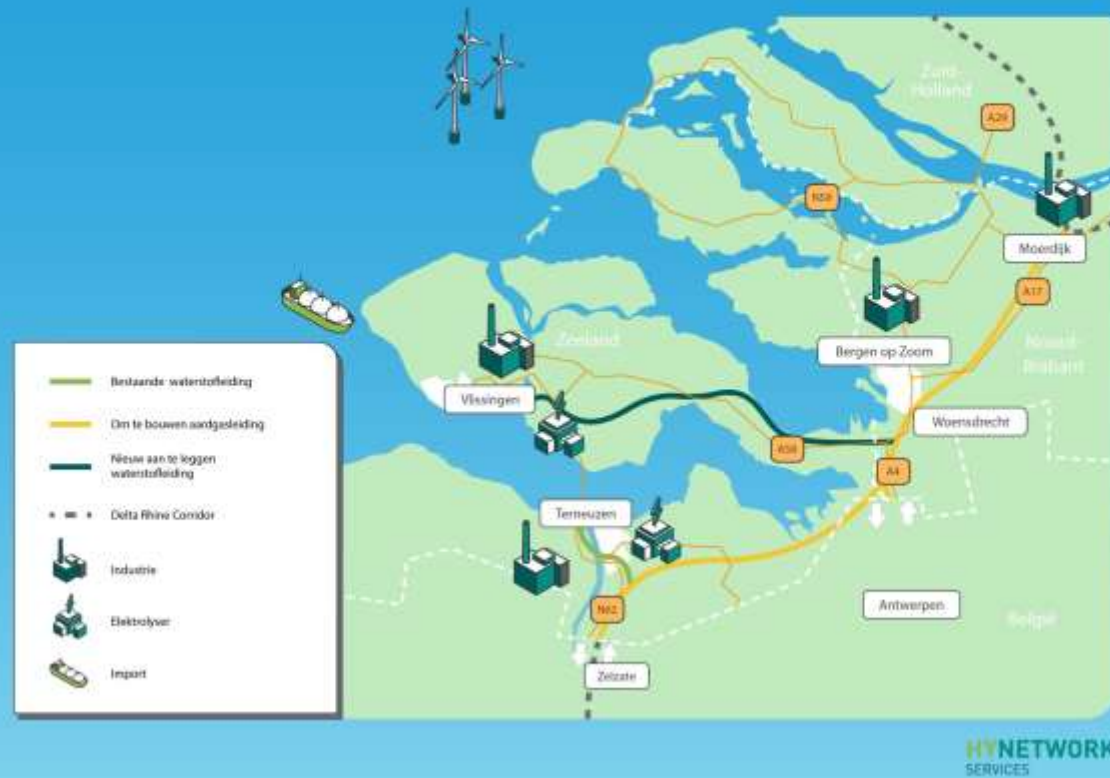 Zuid-
Holland
A29
N59
Moerdijk
A17
Zeeland
Bergen op Zoom
Noord-
Brabant
Vlissingen
Woensdrecht
A58
A4
Terneuzen
N62
Antwerpen
België
Zelzate
Bestaande waterstofleiding
Om te bouwen aardgasleiding
Nieuw aan te leggen
waterstofleiding
Delta Rhine Corridor
Industrie
Elektrolyser
Import
HYNETWORK
SERVICES